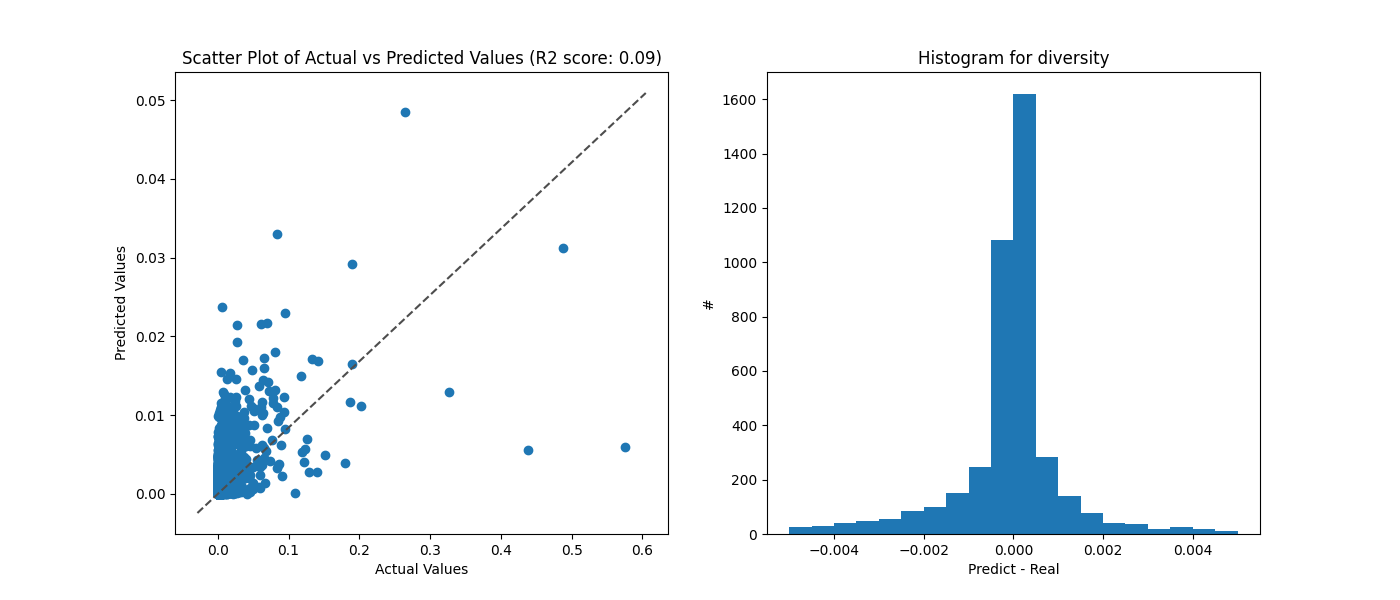 Scatter Plot of Actual vs Predicted Values (R2 score: 0.09)
0.05
0.04
0.03
0.02
0.01
0.00
Predicted Values
0.0 0.1 0.2 0.3 0.4 0.5 0.6
Actual Values
Histogram for diversity
1600
1400
1200
1000
800
600
400
200
0
#
−0.004 −0.002 0.000 0.002 0.004
Predict - Real